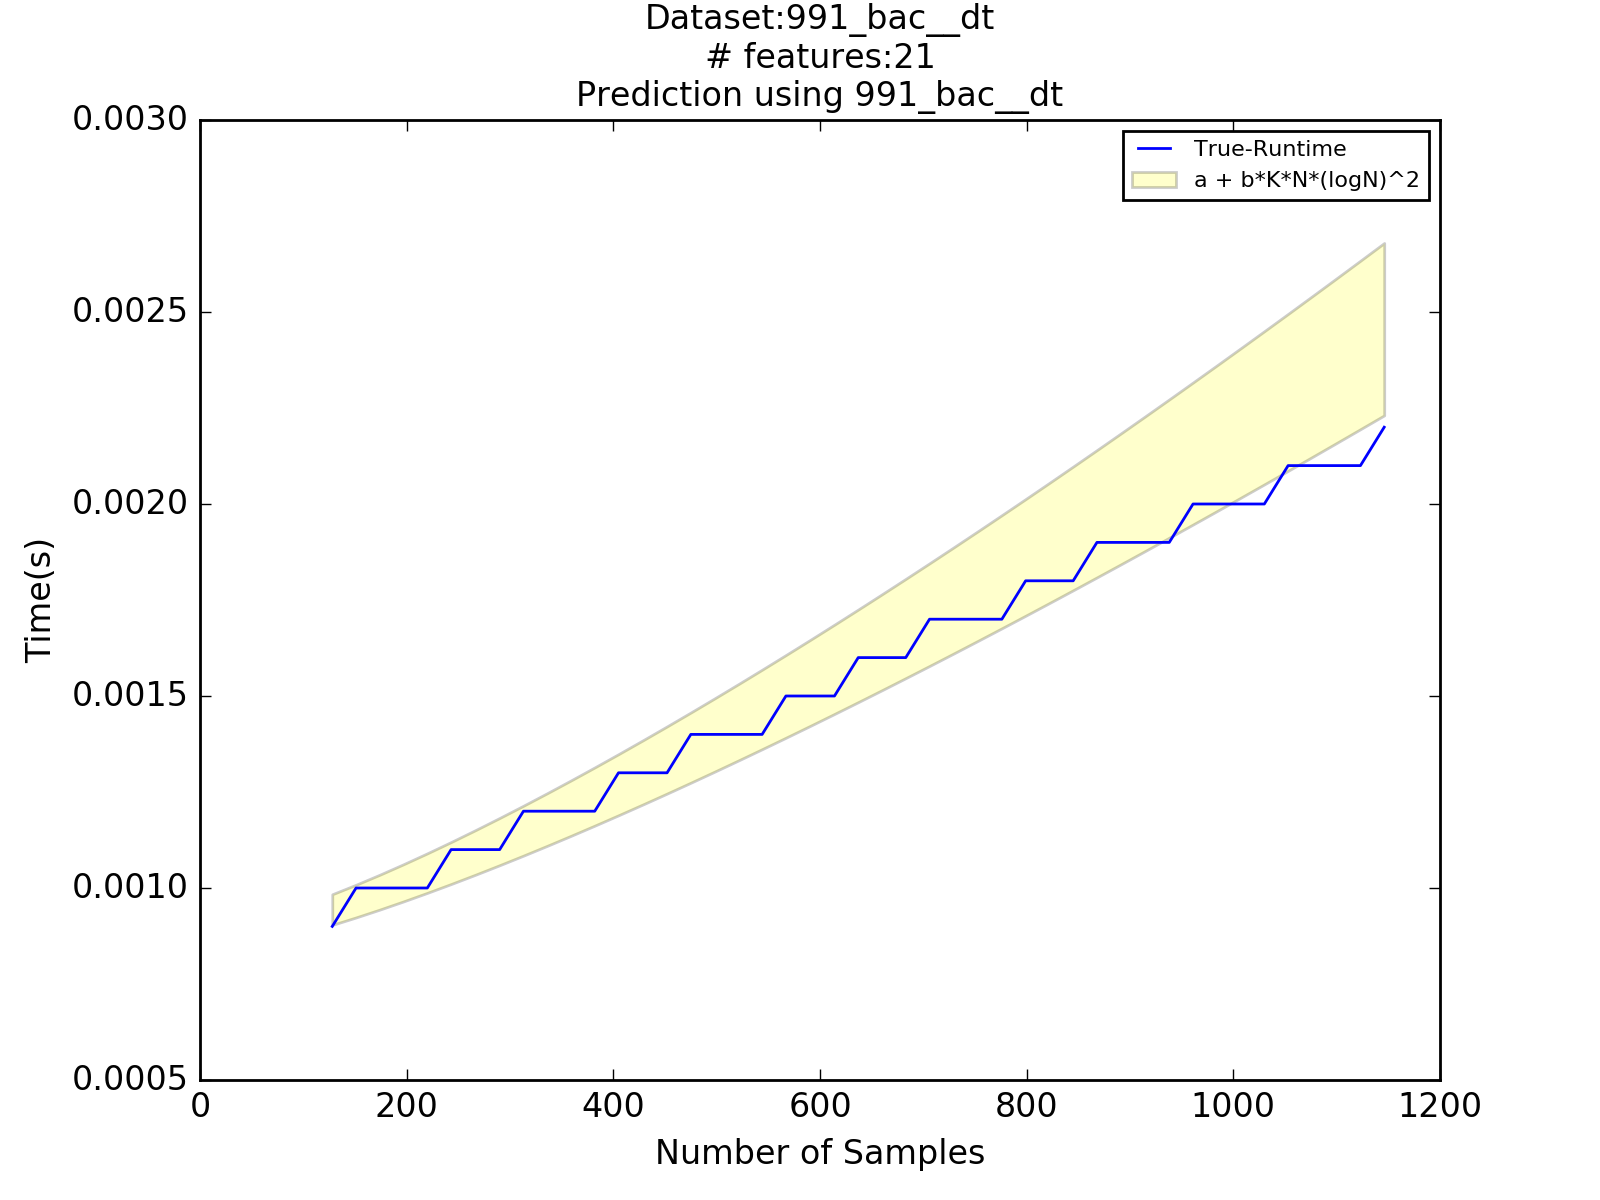 Dataset:991_bac__dt
# features:21
Prediction using 991_bac__dt
0.0030
0.0025
0.0020
0.0015
0.0010
0.0005
Time(s)
True-Runtime
a + b*K*N*(logN)^2
0 200 400 600 800 1000 1200
Number of Samples